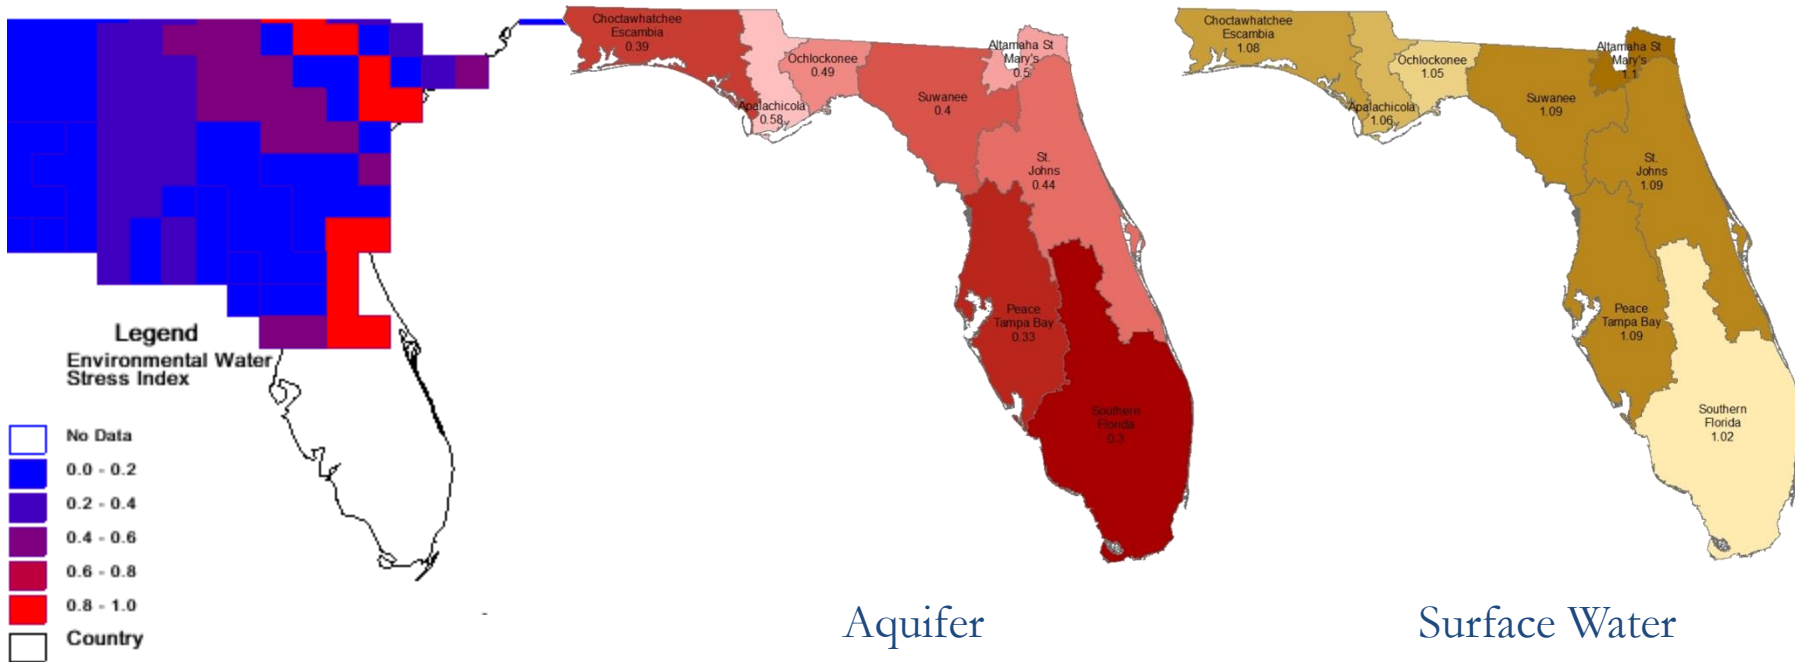 Legend
Environmental Water
Stress Index
No Data
0.0 - 0.2
0.2 - 0.4
0.4 - 0.6
0.6 - 0.8
0.8 - 1.0
Country
Choctawhatchee
Escambia
0.39
Apalachicola
0.58
Ochlockonee
0.49
Suwanee
0.4
Altamaha St
Mary's
0.5
St.
Johns
0.44
Peace
Tampa Bay
0.33
Southern
Florida
0.3
Aquifer
Choctawhatchee
Escambia
1.08
Apalachicola
1.06
Ochlockonee
1.05
Suwanee
1.09
Altamaha St
Mary's
1.1
St.
Johns
1.09
Peace
Tampa Bay
1.09
Southern
Florida
1.02
Surface Water